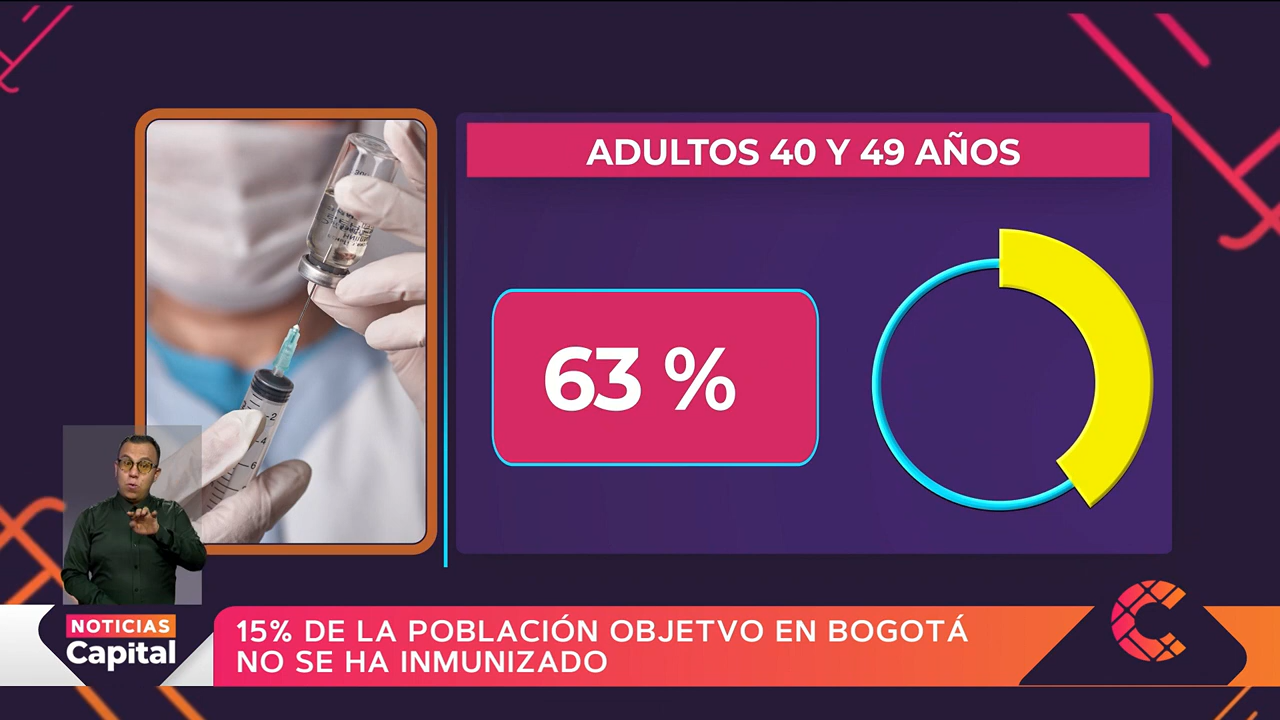 ADULTOS 40 Y 49 AÑOS
63 %
NOTICIAS
Capital
15% DE LA POBLACIÓN OBJETVO EN BOGOTÁ
NO SE HA INMUNIZADO